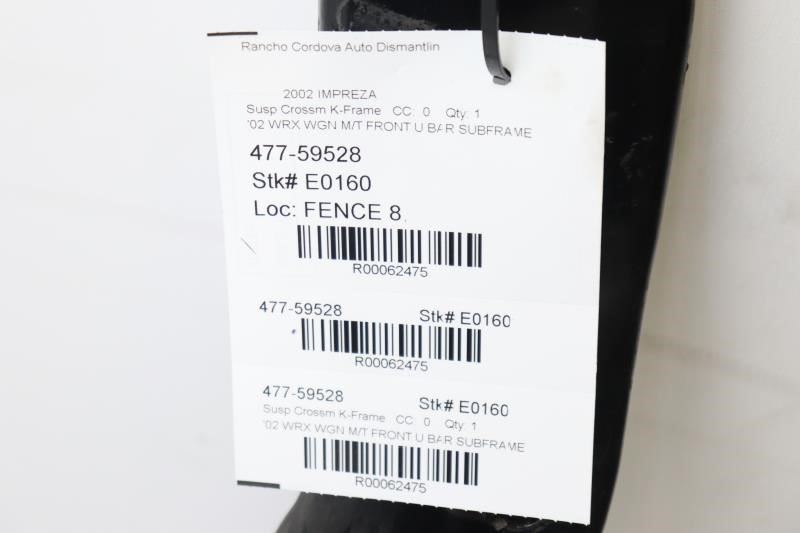 Rancho Cordova Auto Dismantlin
2002 IMPREZA
Susp Crossm K-Frame CC: 0 Qty: 1
'02 WRX WGN M/T FRONT U BAR SUBFRAME
477-59528
Stk# E0160
Loc: FENCE 8
R00062475
477-59528 Stk# E0160
R00062475
477-59528 Stk# E0160
Susp Crossm K-Frame CC: 0 Qty: 1
'02 WRX WGN M/T FRONT U BAR SUBFRAME
R00062475